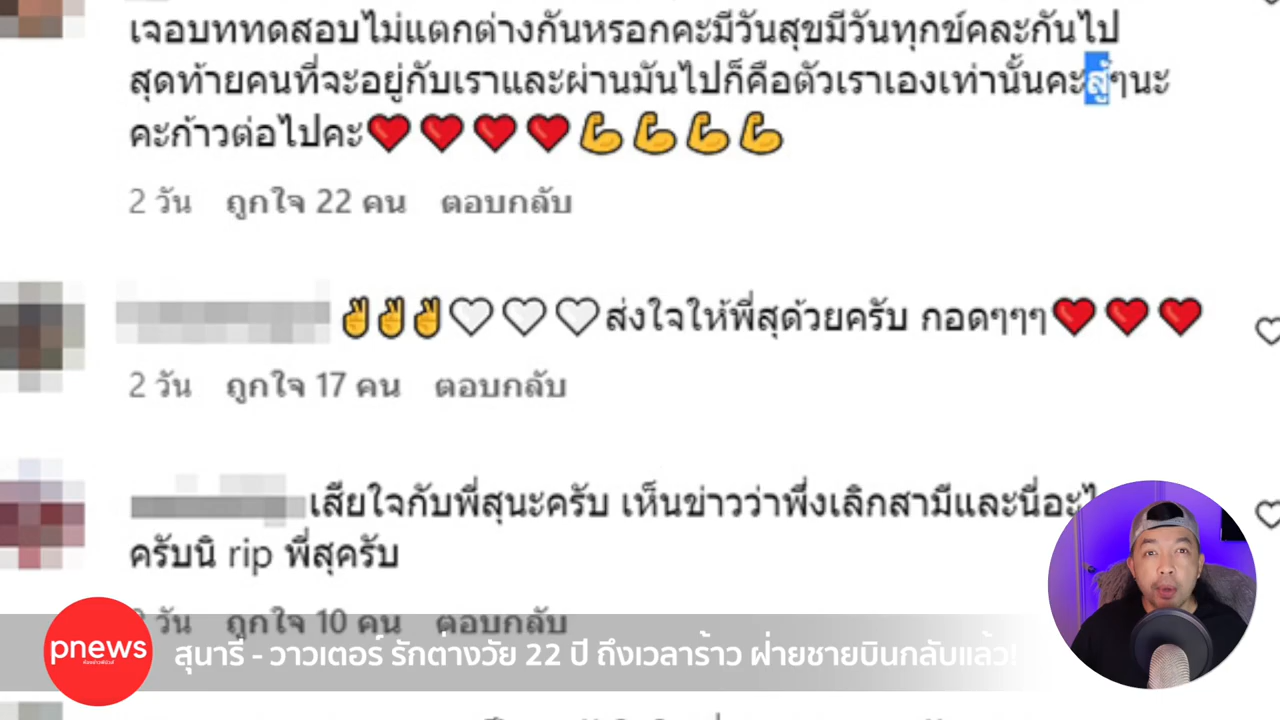 เจอบททดสอบไม่แตกต่างกันหรอกคะมีวันสุขมีวันทุกข์คละกันไป
สุดท้ายคนที่จะอยู่กับเราและผ่านมันไปก็คือตัวเราเองเท่านั้นคะสู้ๆนะ
คะก้าวต่อไปคะ❤️❤️❤️❤️💪💪💪💪
2 วัน ถูกใจ 22 คน ตอบกลับ
✌️✌️✌️🤍🤍🤍ส่งใจให้พี่สุด้วยครับ กอดๆๆๆ❤️❤️❤️
2 วัน ถูกใจ 17 คน ตอบกลับ
เสียใจกับพี่สุนะครับ เห็นข่าวว่าพึ่งเลิกสามีและนี่อะไ
ครับนิ rip พี่สุครับ
2 วัน ถูกใจ 10 คน ตอบกลับ
pnews
สุนารี - วาวเตอร์ รักต่างวัย 22 ปี ถึงเวลาร้าว ฝ่ายชายบินกลับแล้ว!